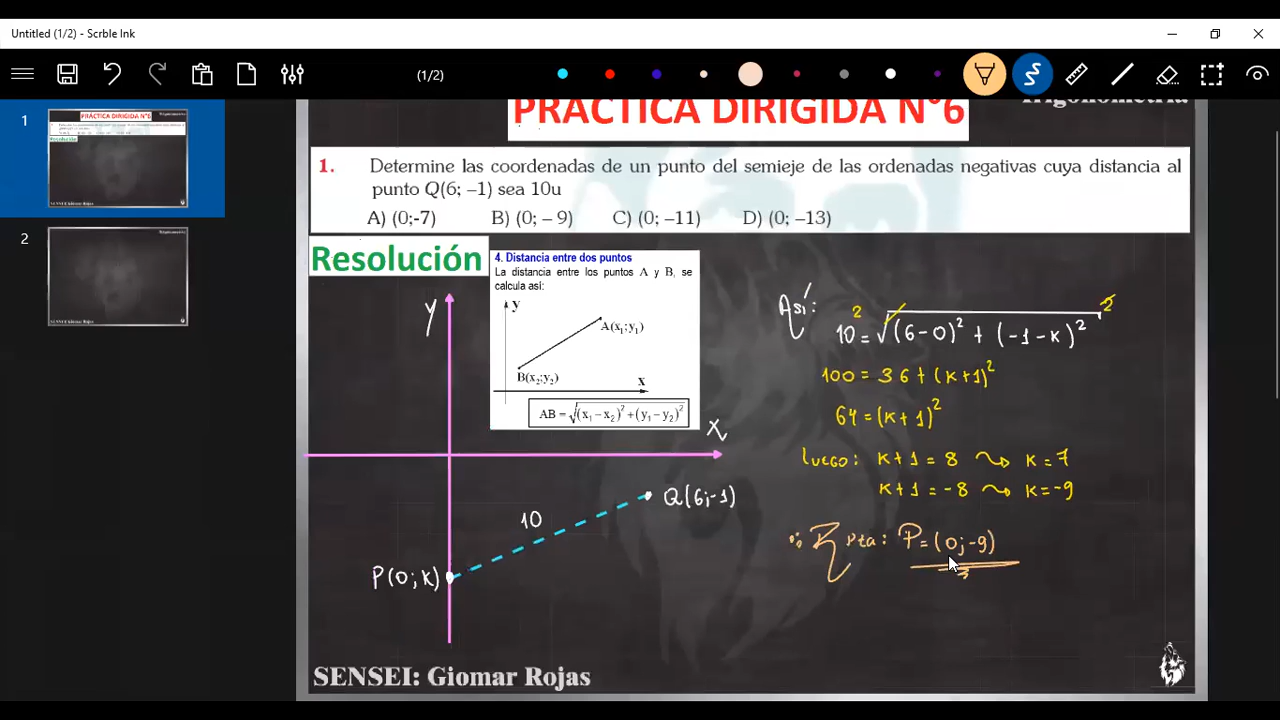 Untitled (1/2) - Scrble Ink
(1/2)
1
2
PRÁCTICA DIRIGIDA N°6
Trigonometría
1. Determine las coordenadas de un punto del semieje de las ordenadas negativas cuya distancia al
punto Q(6; –1) sea 10u
A) (0;-7) B) (0; – 9) C) (0; –11) D) (0; –13)
Resolución
4. Distancia entre dos puntos
La distancia entre los puntos A y B, se
calcula así:
y
A(x₁;y₁)
B(x₂;y₂)
x
AB = √(x₁–x₂)²+(y₁–y₂)²
y
x
Q(6;-1)
10
P(0;k)
Así:
10² = √(6-0)² + (-1-k)² ²
100 = 36+(k+1)²
64 = (k+1)²
luego: k+1=8 k=7
k+1=-8 k=-9
∴ Rpta: P=(0;-9)
SENSEI: Giomar Rojas